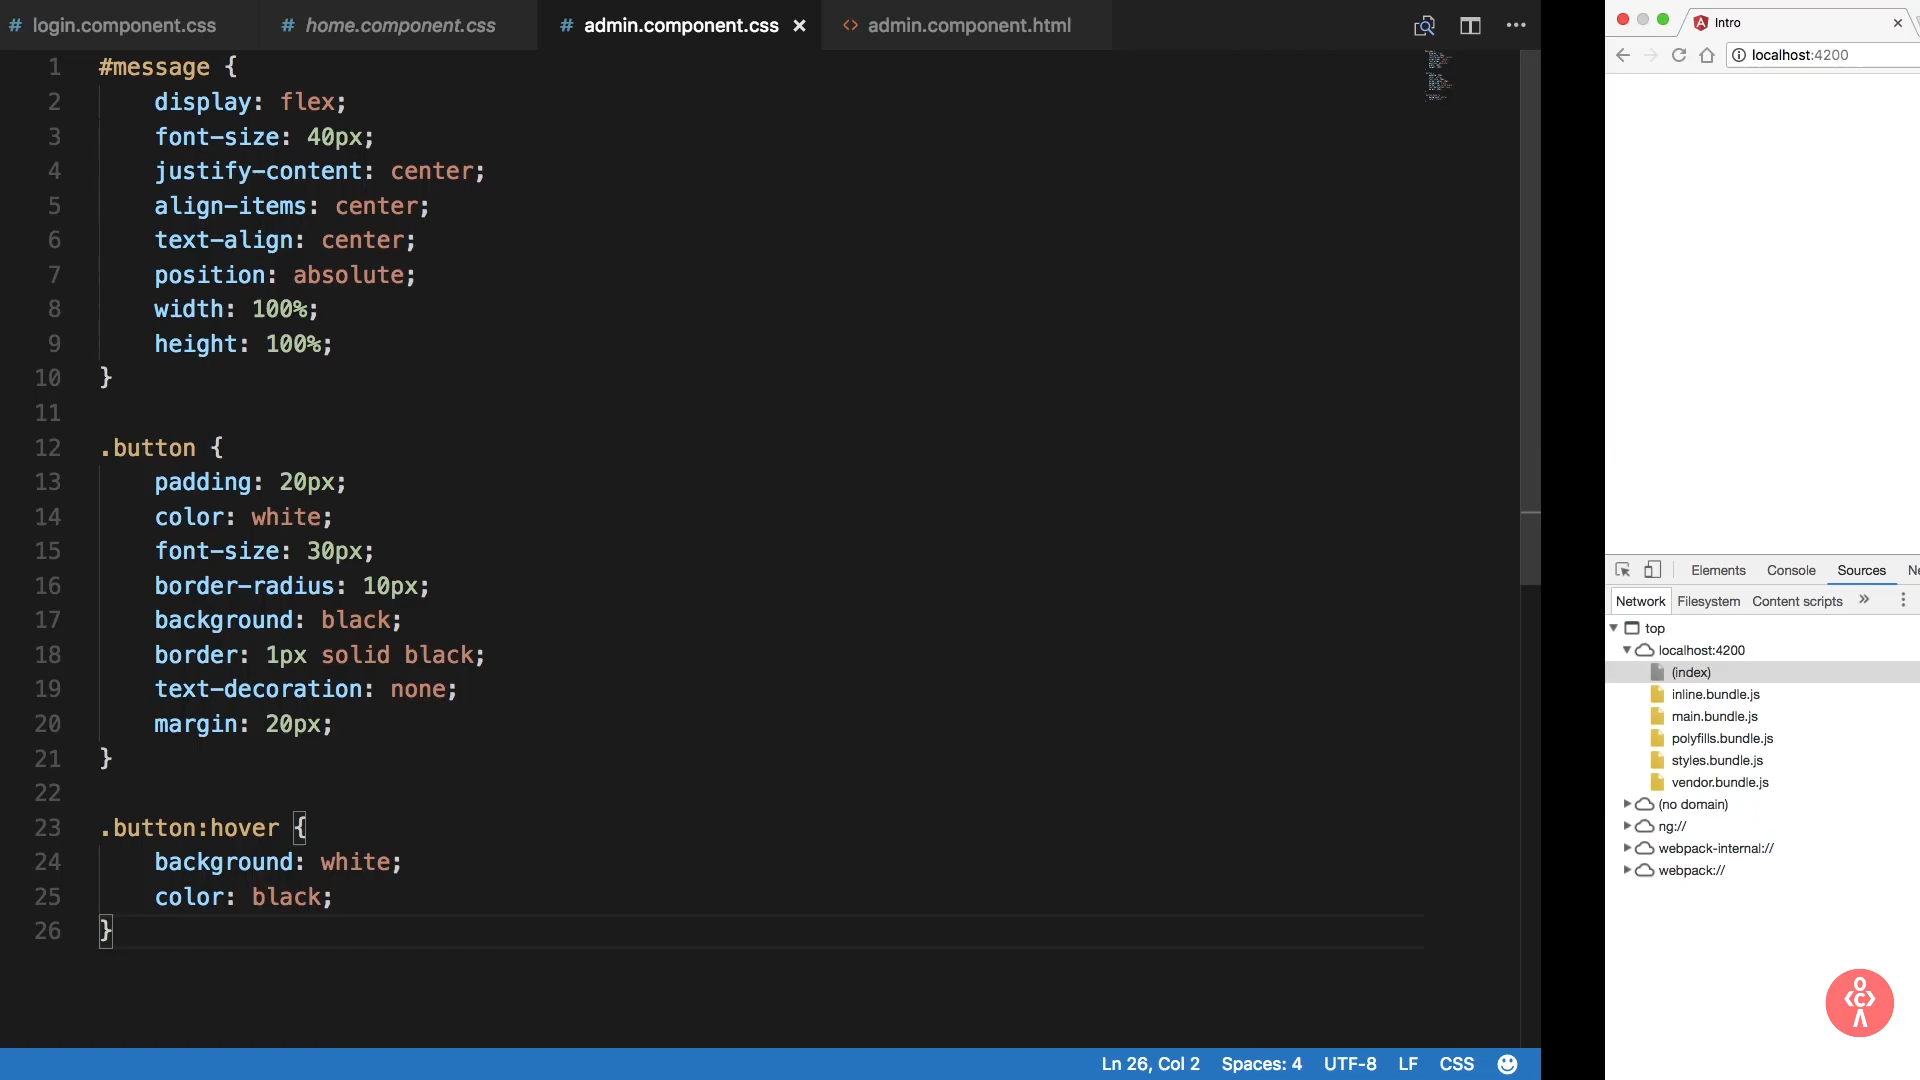 # login.component.css # home.component.css # admin.component.css × <> admin.component.html
1 #message {
2 display: flex;
3 font-size: 40px;
4 justify-content: center;
5 align-items: center;
6 text-align: center;
7 position: absolute;
8 width: 100%;
9 height: 100%;
10 }
11
12 .button {
13 padding: 20px;
14 color: white;
15 font-size: 30px;
16 border-radius: 10px;
17 background: black;
18 border: 1px solid black;
19 text-decoration: none;
20 margin: 20px;
21 }
22
23 .button:hover {
24 background: white;
25 color: black;
26 }
Ln 26, Col 2 Spaces: 4 UTF-8 LF CSS
Intro
localhost:4200
Elements Console Sources Ne
Network Filesystem Content scripts »
top
localhost:4200
(index)
inline.bundle.js
main.bundle.js
polyfills.bundle.js
styles.bundle.js
vendor.bundle.js
(no domain)
ng://
webpack-internal://
webpack://